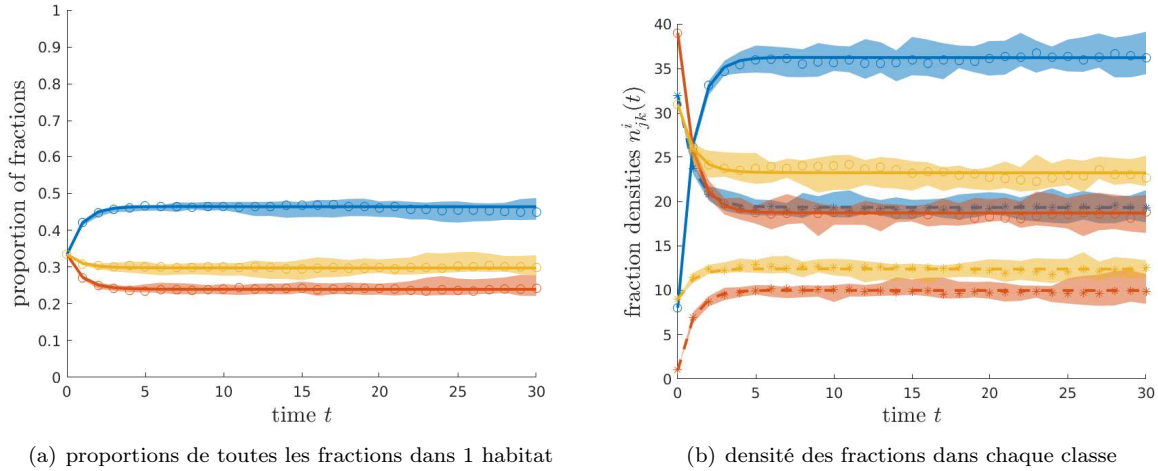 1
0.9
0.8
0.7
0.6
0.5
0.4
0.3
0.2
0.1
0
0 5 10 15 20 25 30
proportion of fractions
time t
(a) proportions de toutes les fractions dans 1 habitat
40
35
30
25
20
15
10
5
0
0 5 10 15 20 25 30
fraction densities n^i_{jk}(t)
time t
(b) densité des fractions dans chaque classe